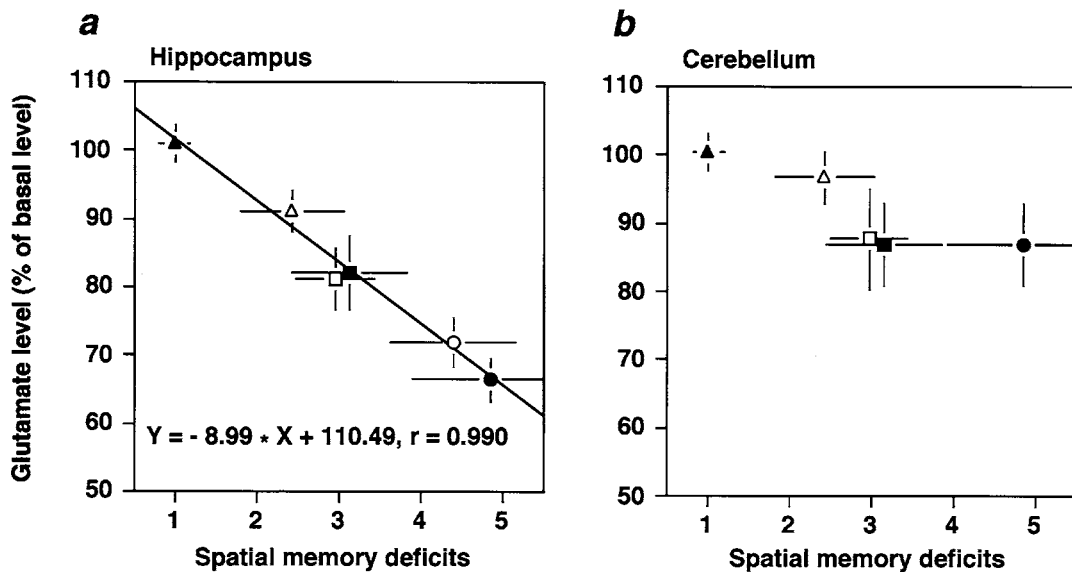 a
Hippocampus
Glutamate level (% of basal level)
110
100
90
80
70
60
50
Y = - 8.99 * X + 110.49, r = 0.990
1 2 3 4 5
Spatial memory deficits
b
Cerebellum
110
100
90
80
70
60
50
1 2 3 4 5
Spatial memory deficits